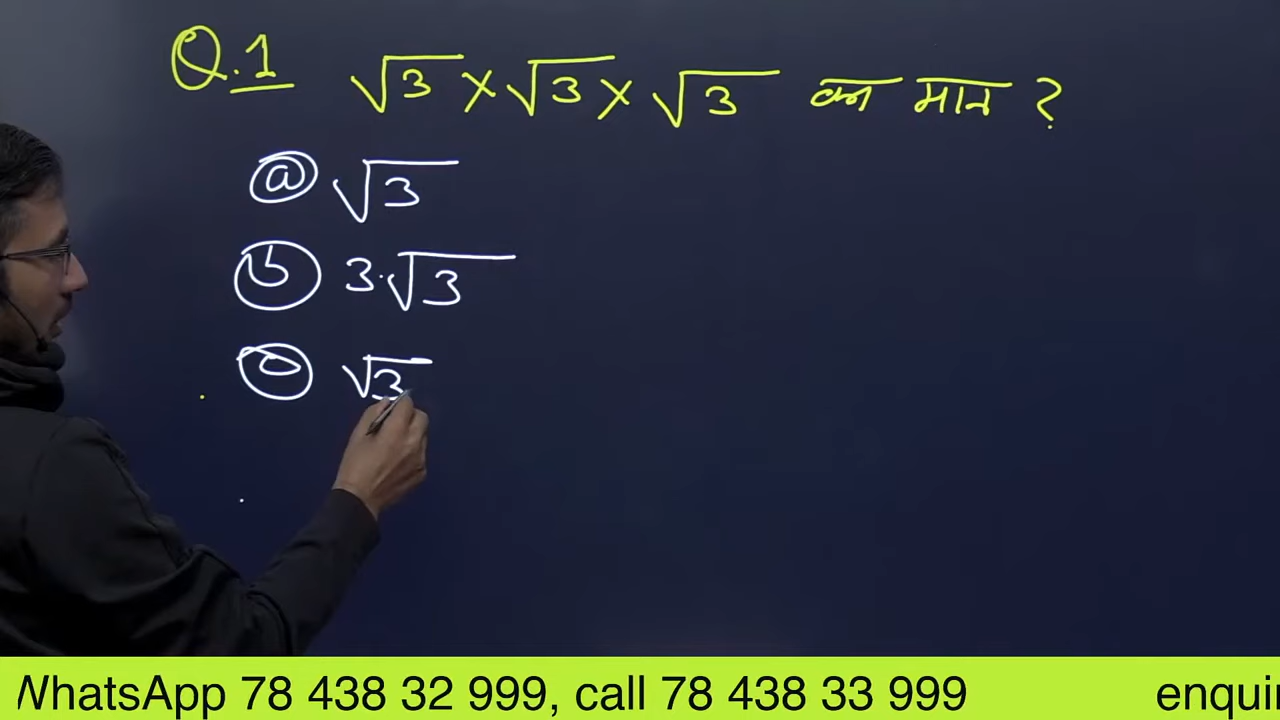 Q.1 √3 × √3 × √3 का मान ?
ⓐ √3
ⓑ 3·√3
ⓒ √3
WhatsApp 78 438 32 999, call 78 438 33 999 enqui